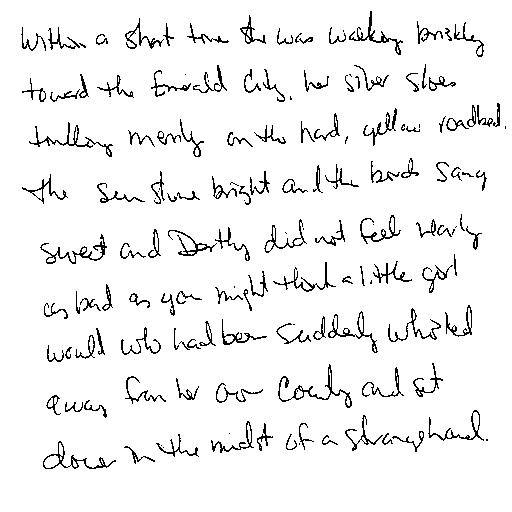 Within a short time she was walking briskly
toward the Emerald City, her silver shoes
tinkling merrily on the hard, yellow roadbed.
The sun shone bright and the birds sang
sweet and Dorothy did not feel nearly
as bad as you might think a little girl
would who had been suddenly whisked
away from her own country and set
down in the midst of a strange land.